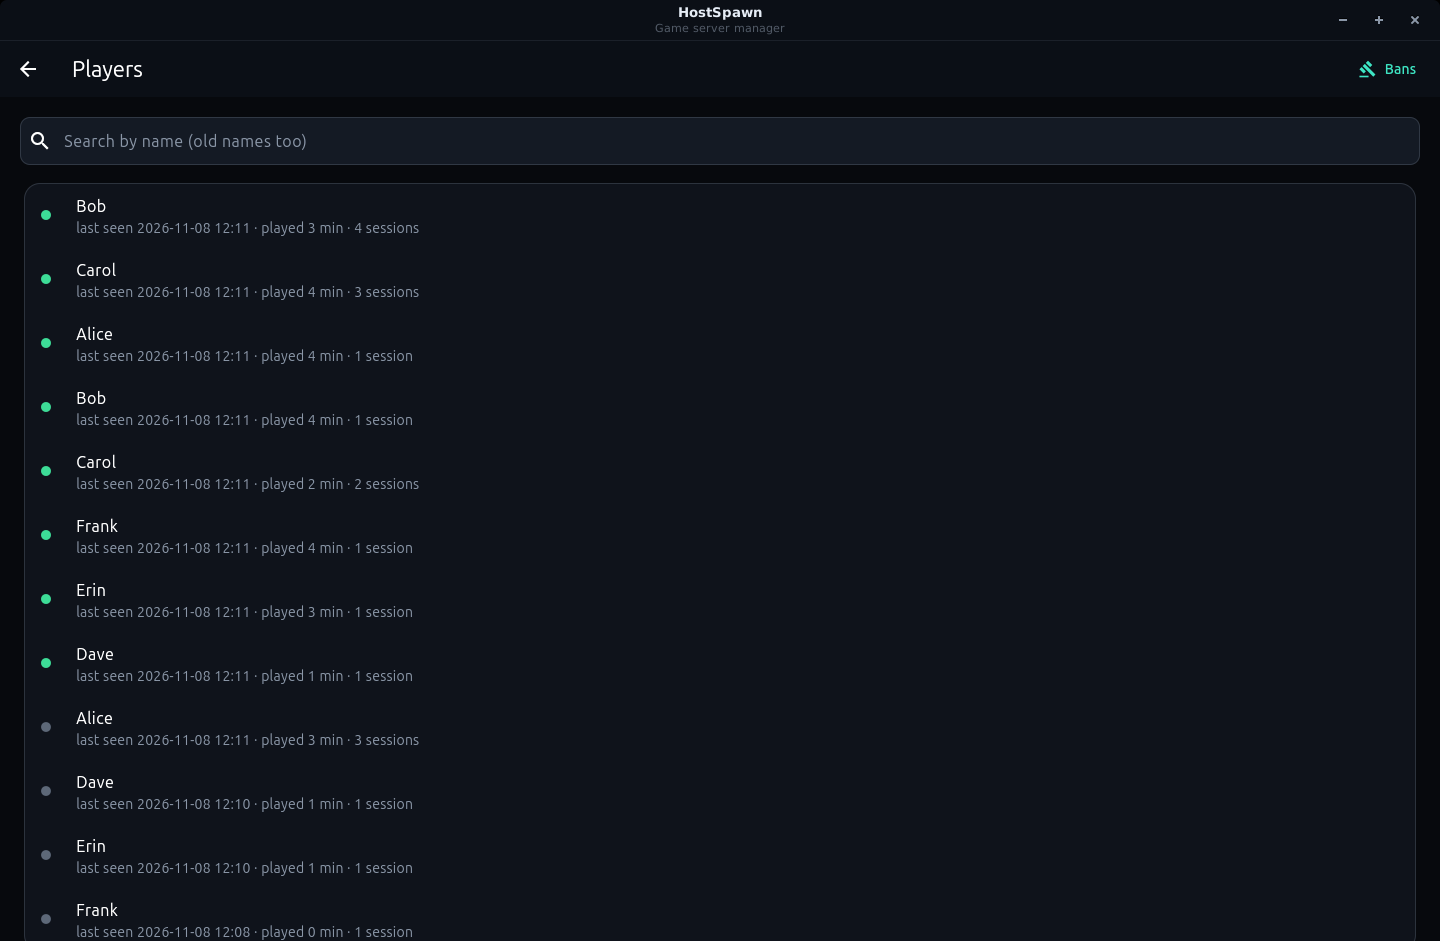 HostSpawn
Game server manager
Players
Bans
Search by name (old names too)
Bob
last seen 2026-11-08 12:11 · played 3 min · 4 sessions
Carol
last seen 2026-11-08 12:11 · played 4 min · 3 sessions
Alice
last seen 2026-11-08 12:11 · played 4 min · 1 session
Bob
last seen 2026-11-08 12:11 · played 4 min · 1 session
Carol
last seen 2026-11-08 12:11 · played 2 min · 2 sessions
Frank
last seen 2026-11-08 12:11 · played 4 min · 1 session
Erin
last seen 2026-11-08 12:11 · played 3 min · 1 session
Dave
last seen 2026-11-08 12:11 · played 1 min · 1 session
Alice
last seen 2026-11-08 12:11 · played 3 min · 3 sessions
Dave
last seen 2026-11-08 12:10 · played 1 min · 1 session
Erin
last seen 2026-11-08 12:10 · played 1 min · 1 session
Frank
last seen 2026-11-08 12:08 · played 0 min · 1 session